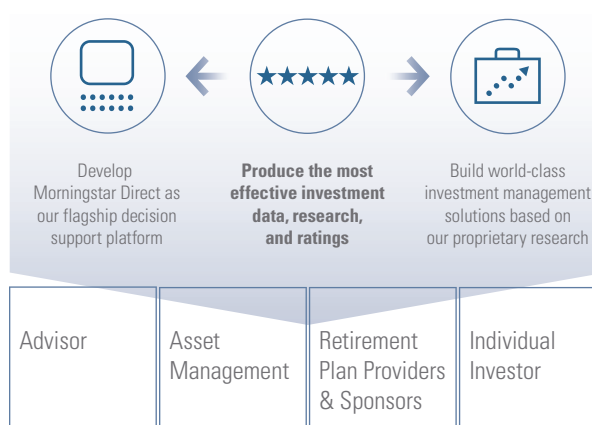 Develop
Morningstar Direct as
our flagship decision
support platform
Produce the most
effective investment
data, research,
and ratings
Build world-class
investment management
solutions based on
our proprietary research
Advisor
Asset
Management
Retirement
Plan Providers
& Sponsors
Individual
Investor